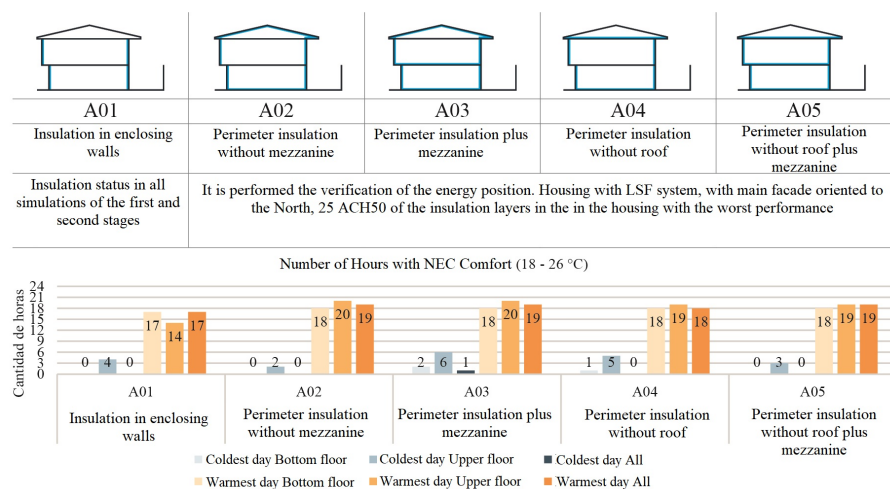 A01 A02 A03 A04 A05
Insulation in enclosing
walls
Perimeter insulation
without mezzanine
Perimeter insulation plus
mezzanine
Perimeter insulation
without roof
Perimeter insulation
without roof plus
mezzanine
Insulation status in all
simulations of the first and
second stages
It is performed the verification of the energy position. Housing with LSF system, with main facade oriented to
the North, 25 ACH50 of the insulation layers in the in the housing with the worst performance
Number of Hours with NEC Comfort (18 - 26 °C)
Cantidad de horas
24
21
18
15
12
9
6
3
0
0 4 0 17 14 17
0 2 0 18 20 19
2 6 1 18 20 19
1 5 0 18 19 18
0 3 0 18 19 19
A01 A02 A03 A04 A05
Insulation in enclosing
walls
Perimeter insulation
without mezzanine
Perimeter insulation plus
mezzanine
Perimeter insulation
without roof
Perimeter insulation
without roof plus
mezzanine
Coldest day Bottom floor Coldest day Upper floor Coldest day All
Warmest day Bottom floor Warmest day Upper floor Warmest day All